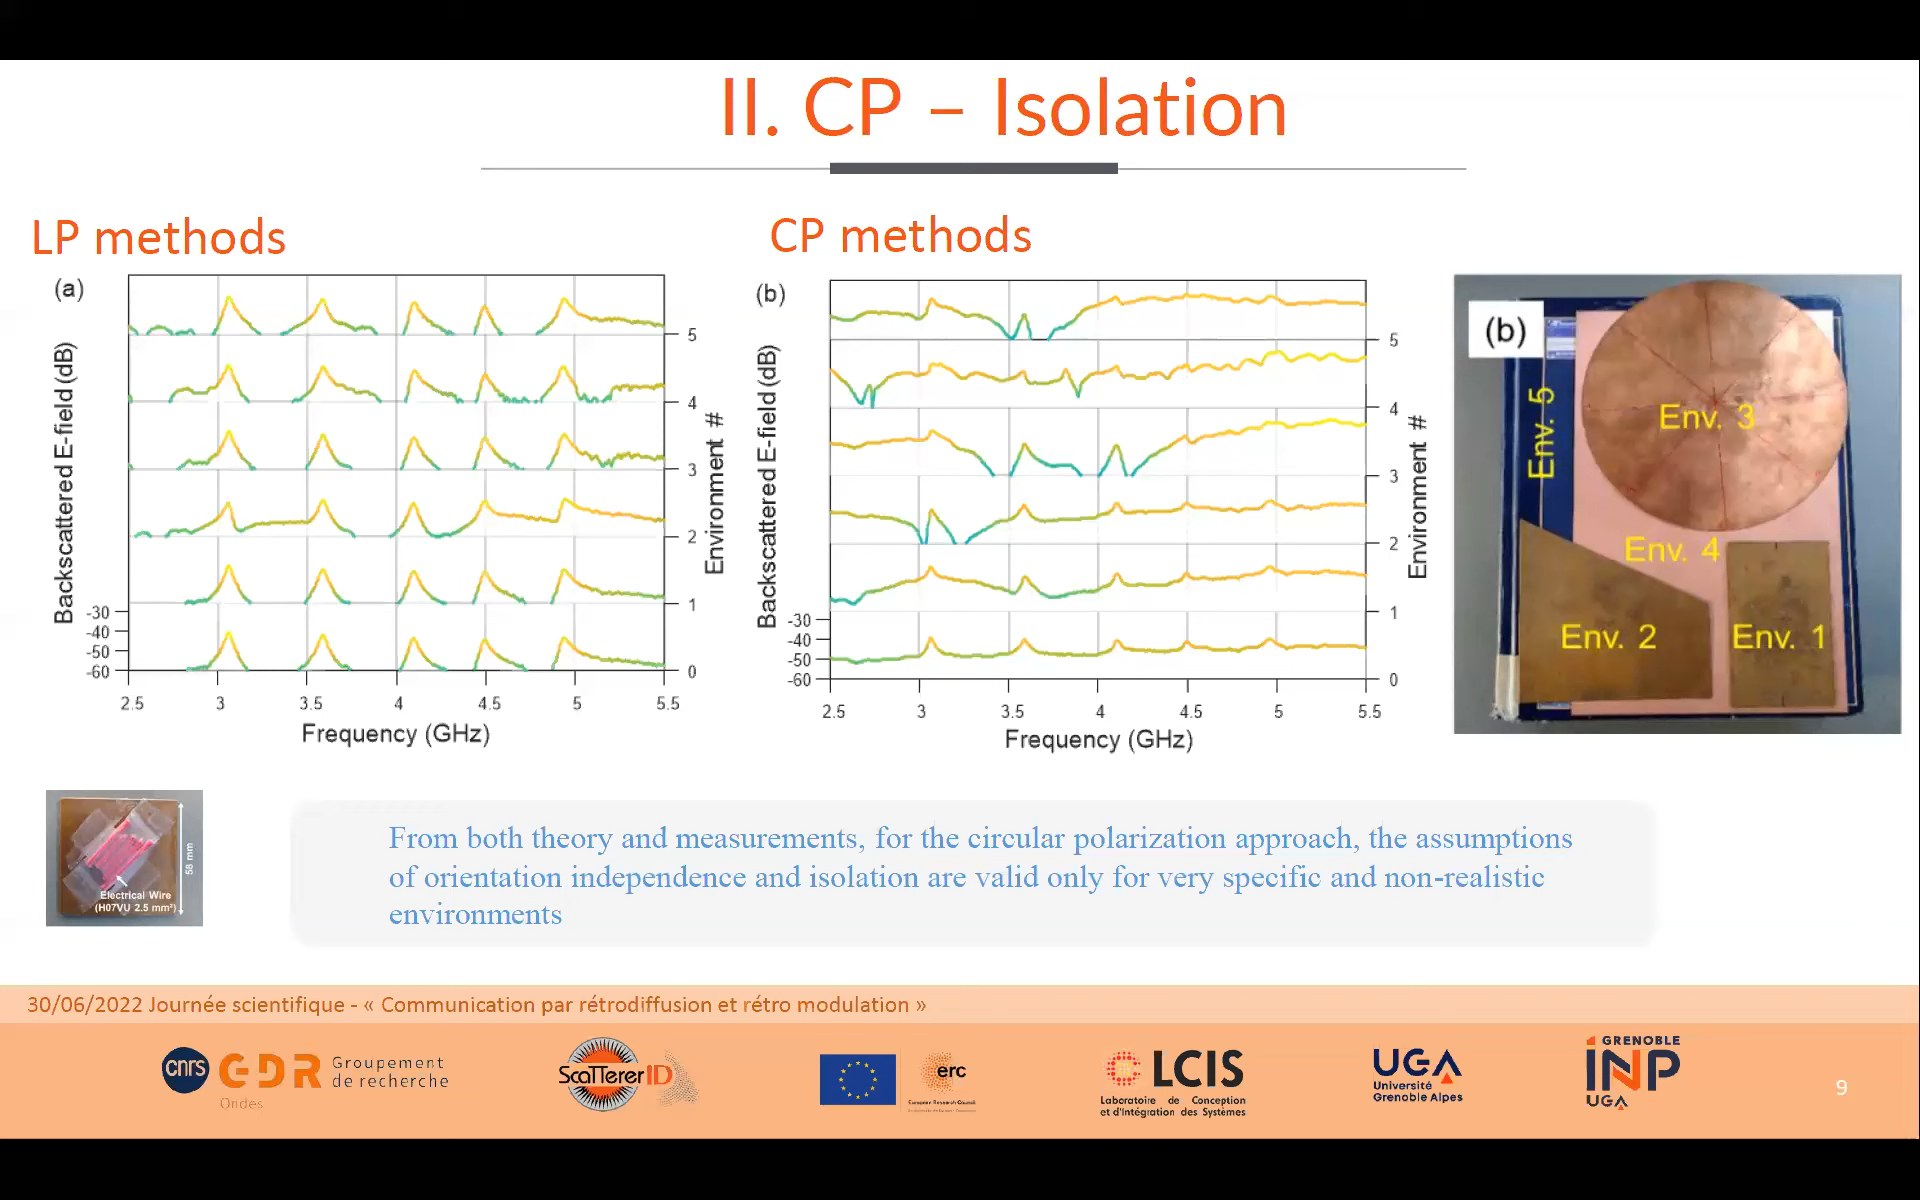 II. CP – Isolation
LP methods
CP methods
(a)
Backscattered E-field (dB)
-30
-40
-50
-60
5
4
3
2
1
0
Environment #
2.5 3 3.5 4 4.5 5 5.5
Frequency (GHz)
(b)
Backscattered E-field (dB)
-30
-40
-50
-60
5
4
3
2
1
0
Environment #
2.5 3 3.5 4 4.5 5 5.5
Frequency (GHz)
(b)
Env. 5
Env. 3
Env. 4
Env. 2
Env. 1
58 mm
Electrical Wire
(H07VU 2.5 mm²)
From both theory and measurements, for the circular polarization approach, the assumptions
of orientation independence and isolation are valid only for very specific and non-realistic
environments
30/06/2022 Journée scientifique - « Communication par rétrodiffusion et rétro modulation »
cnrs GDR Groupement
de recherche
Ondes
ScaTTererID
erc
European Research Council
LCIS
Laboratoire de Conception
et d'Intégration des Systèmes
UGA
Université
Grenoble Alpes
GRENOBLE
INP
UGA
9